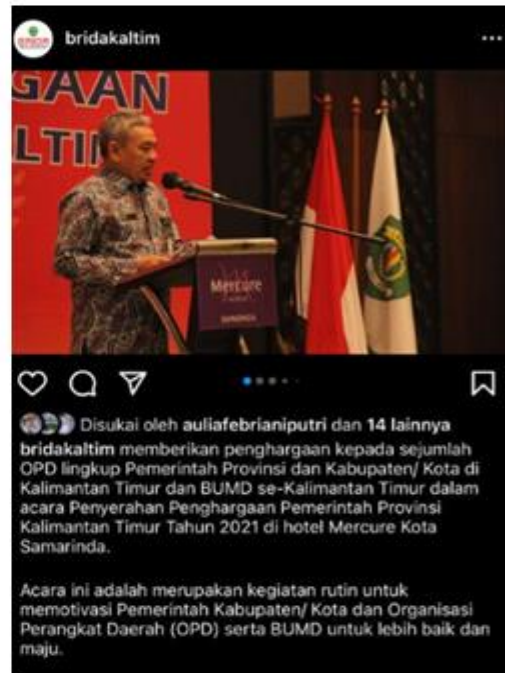 bridakaltim
GAAN
LTIM
Mercure
SAMARINDA
Disukai oleh auliafebrianiputri dan 14 lainnya
bridakaltim memberikan penghargaan kepada sejumlah
OPD lingkup Pemerintah Provinsi dan Kabupaten/ Kota di
Kalimantan Timur dan BUMD se-Kalimantan Timur dalam
acara Penyerahan Penghargaan Pemerintah Provinsi
Kalimantan Timur Tahun 2021 di hotel Mercure Kota
Samarinda.
Acara ini adalah merupakan kegiatan rutin untuk
memotivasi Pemerintah Kabupaten/ Kota dan Organisasi
Perangkat Daerah (OPD) serta BUMD untuk lebih baik dan
maju.